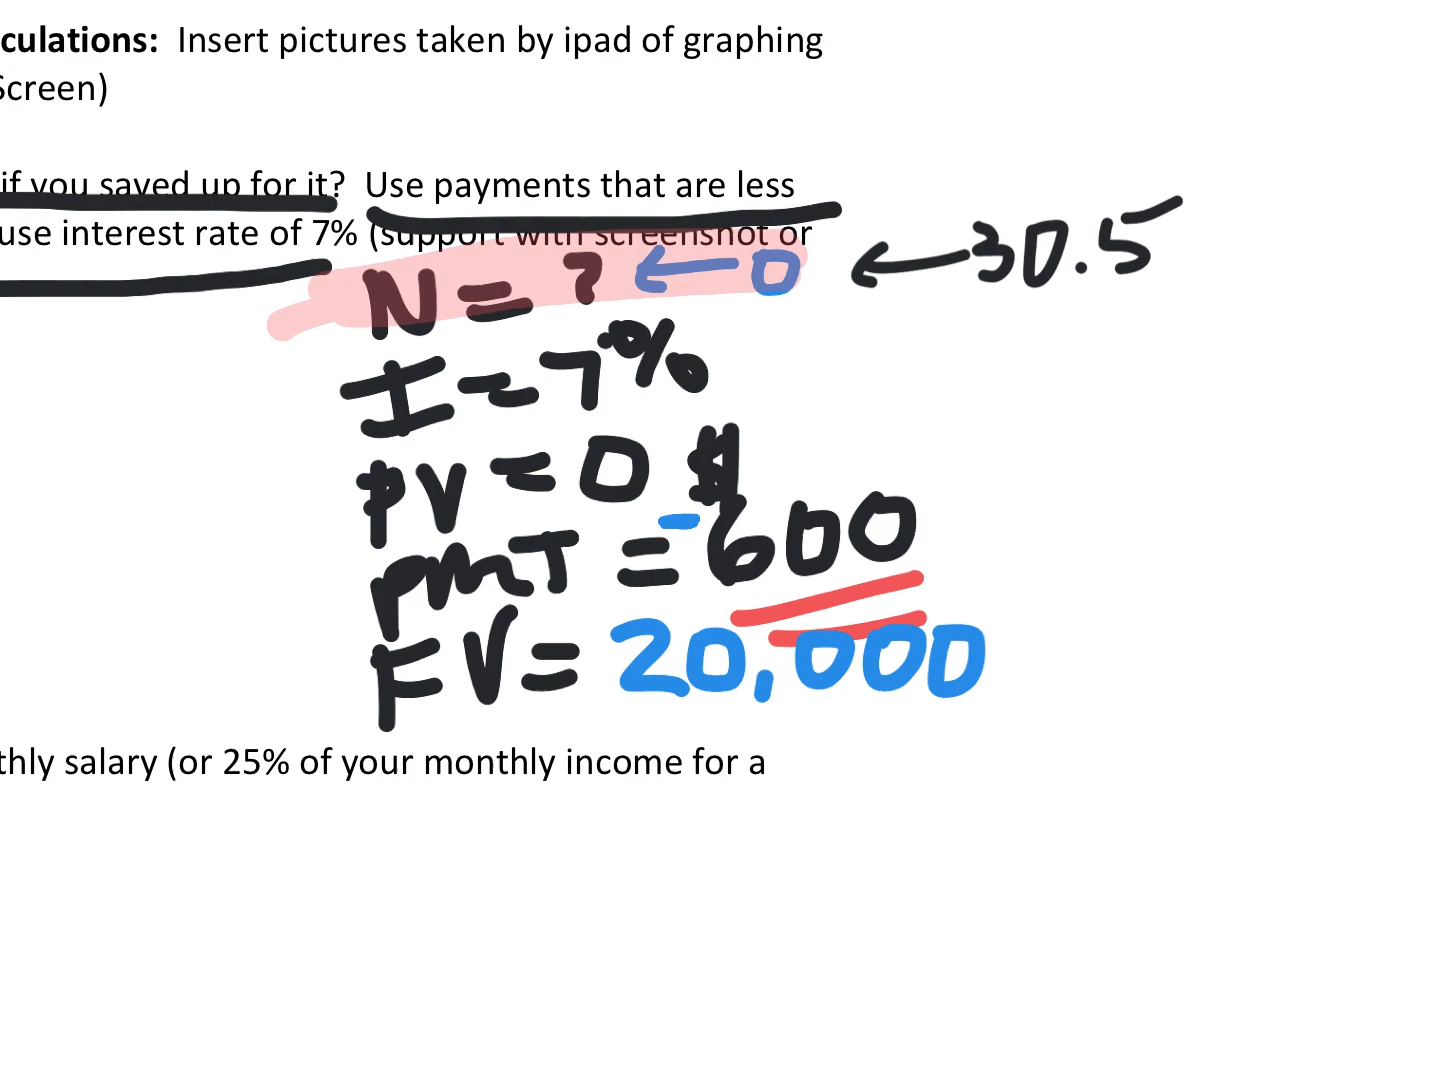 culations: Insert pictures taken by ipad of graphing
Screen)
if you saved up for it? Use payments that are less
use interest rate of 7% (support with screenshot or
N = ? ← 0 ← 30.5
I = 7%
PV = 0 $
PMT = -600
FV = 20,000
thly salary (or 25% of your monthly income for a